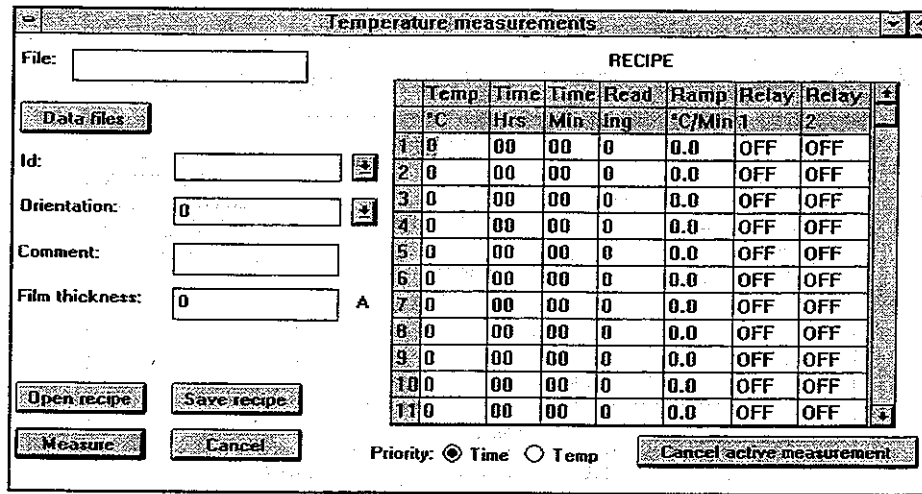 Temperature measurements
File:
Data files
Id:
Orientation: 0
Comment:
Film thickness: 0 A
Open recipe Save recipe
Measure Cancel
RECIPE
Temp Time Time Read Ramp Relay Relay
°C Hrs Min ing °C/Min 1 2
1 0 00 00 0 0.0 OFF OFF
2 0 00 00 0 0.0 OFF OFF
3 0 00 00 0 0.0 OFF OFF
4 0 00 00 0 0.0 OFF OFF
5 0 00 00 0 0.0 OFF OFF
6 0 00 00 0 0.0 OFF OFF
7 0 00 00 0 0.0 OFF OFF
8 0 00 00 0 0.0 OFF OFF
9 0 00 00 0 0.0 OFF OFF
10 0 00 00 0 0.0 OFF OFF
11 0 00 00 0 0.0 OFF OFF
Priority: Time Temp Cancel active measurement